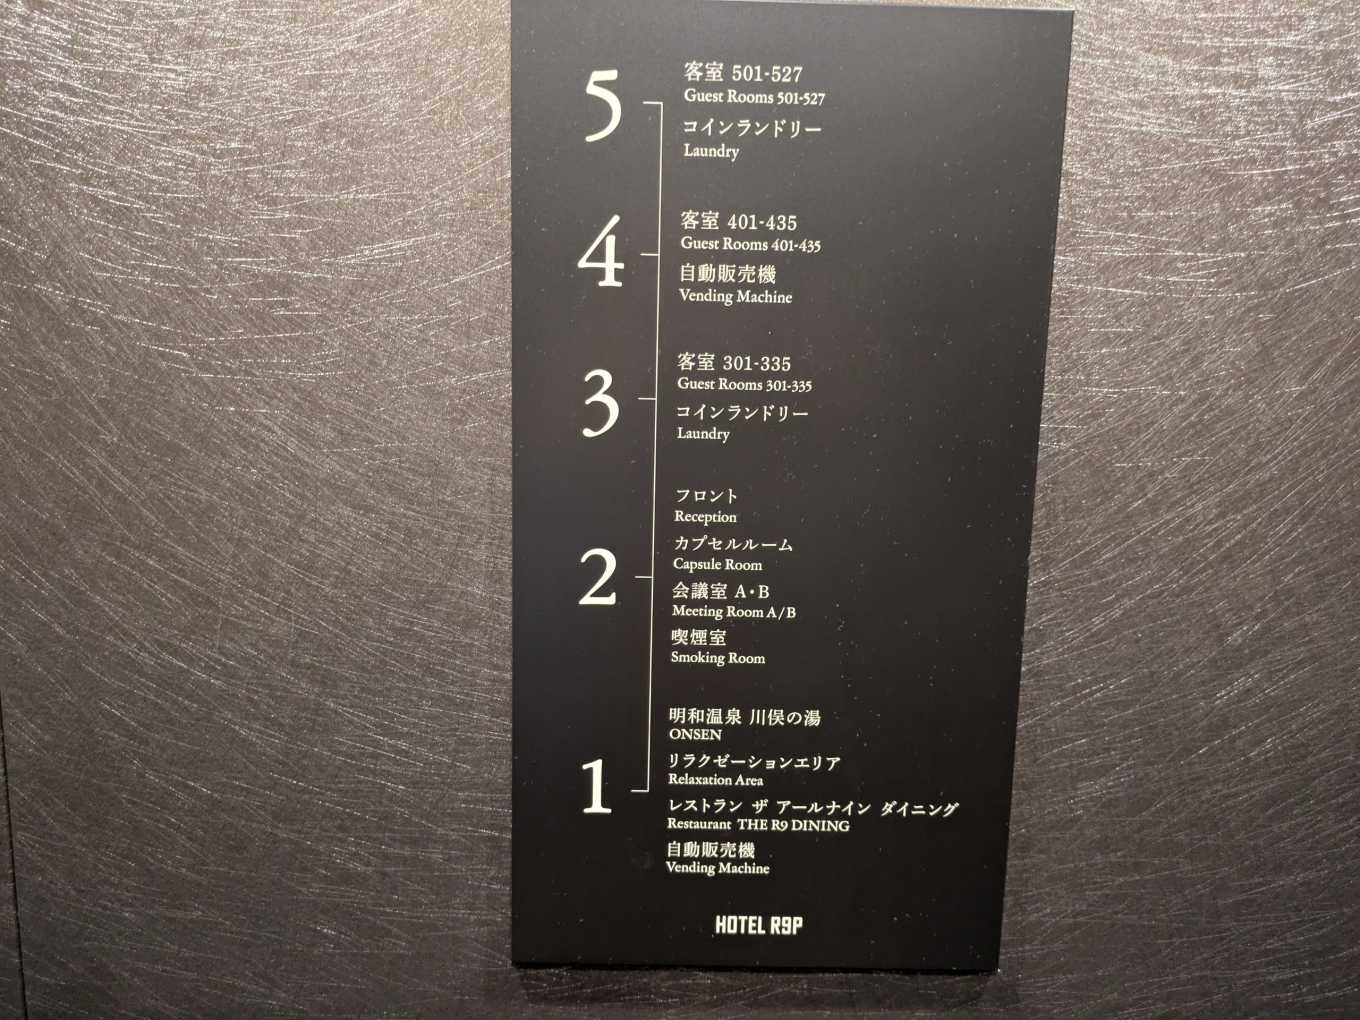 5
客室 501-527
Guest Rooms 501-527
コインランドリー
Laundry
4
客室 401-435
Guest Rooms 401-435
自動販売機
Vending Machine
3
客室 301-335
Guest Rooms 301-335
コインランドリー
Laundry
2
フロント
Reception
カプセルルーム
Capsule Room
会議室 A・B
Meeting Room A/B
喫煙室
Smoking Room
1
明和温泉 川俣の湯
ONSEN
リラクゼーションエリア
Relaxation Area
レストラン ザ アールナイン ダイニング
Restaurant THE R9 DINING
自動販売機
Vending Machine
HOTEL R9P